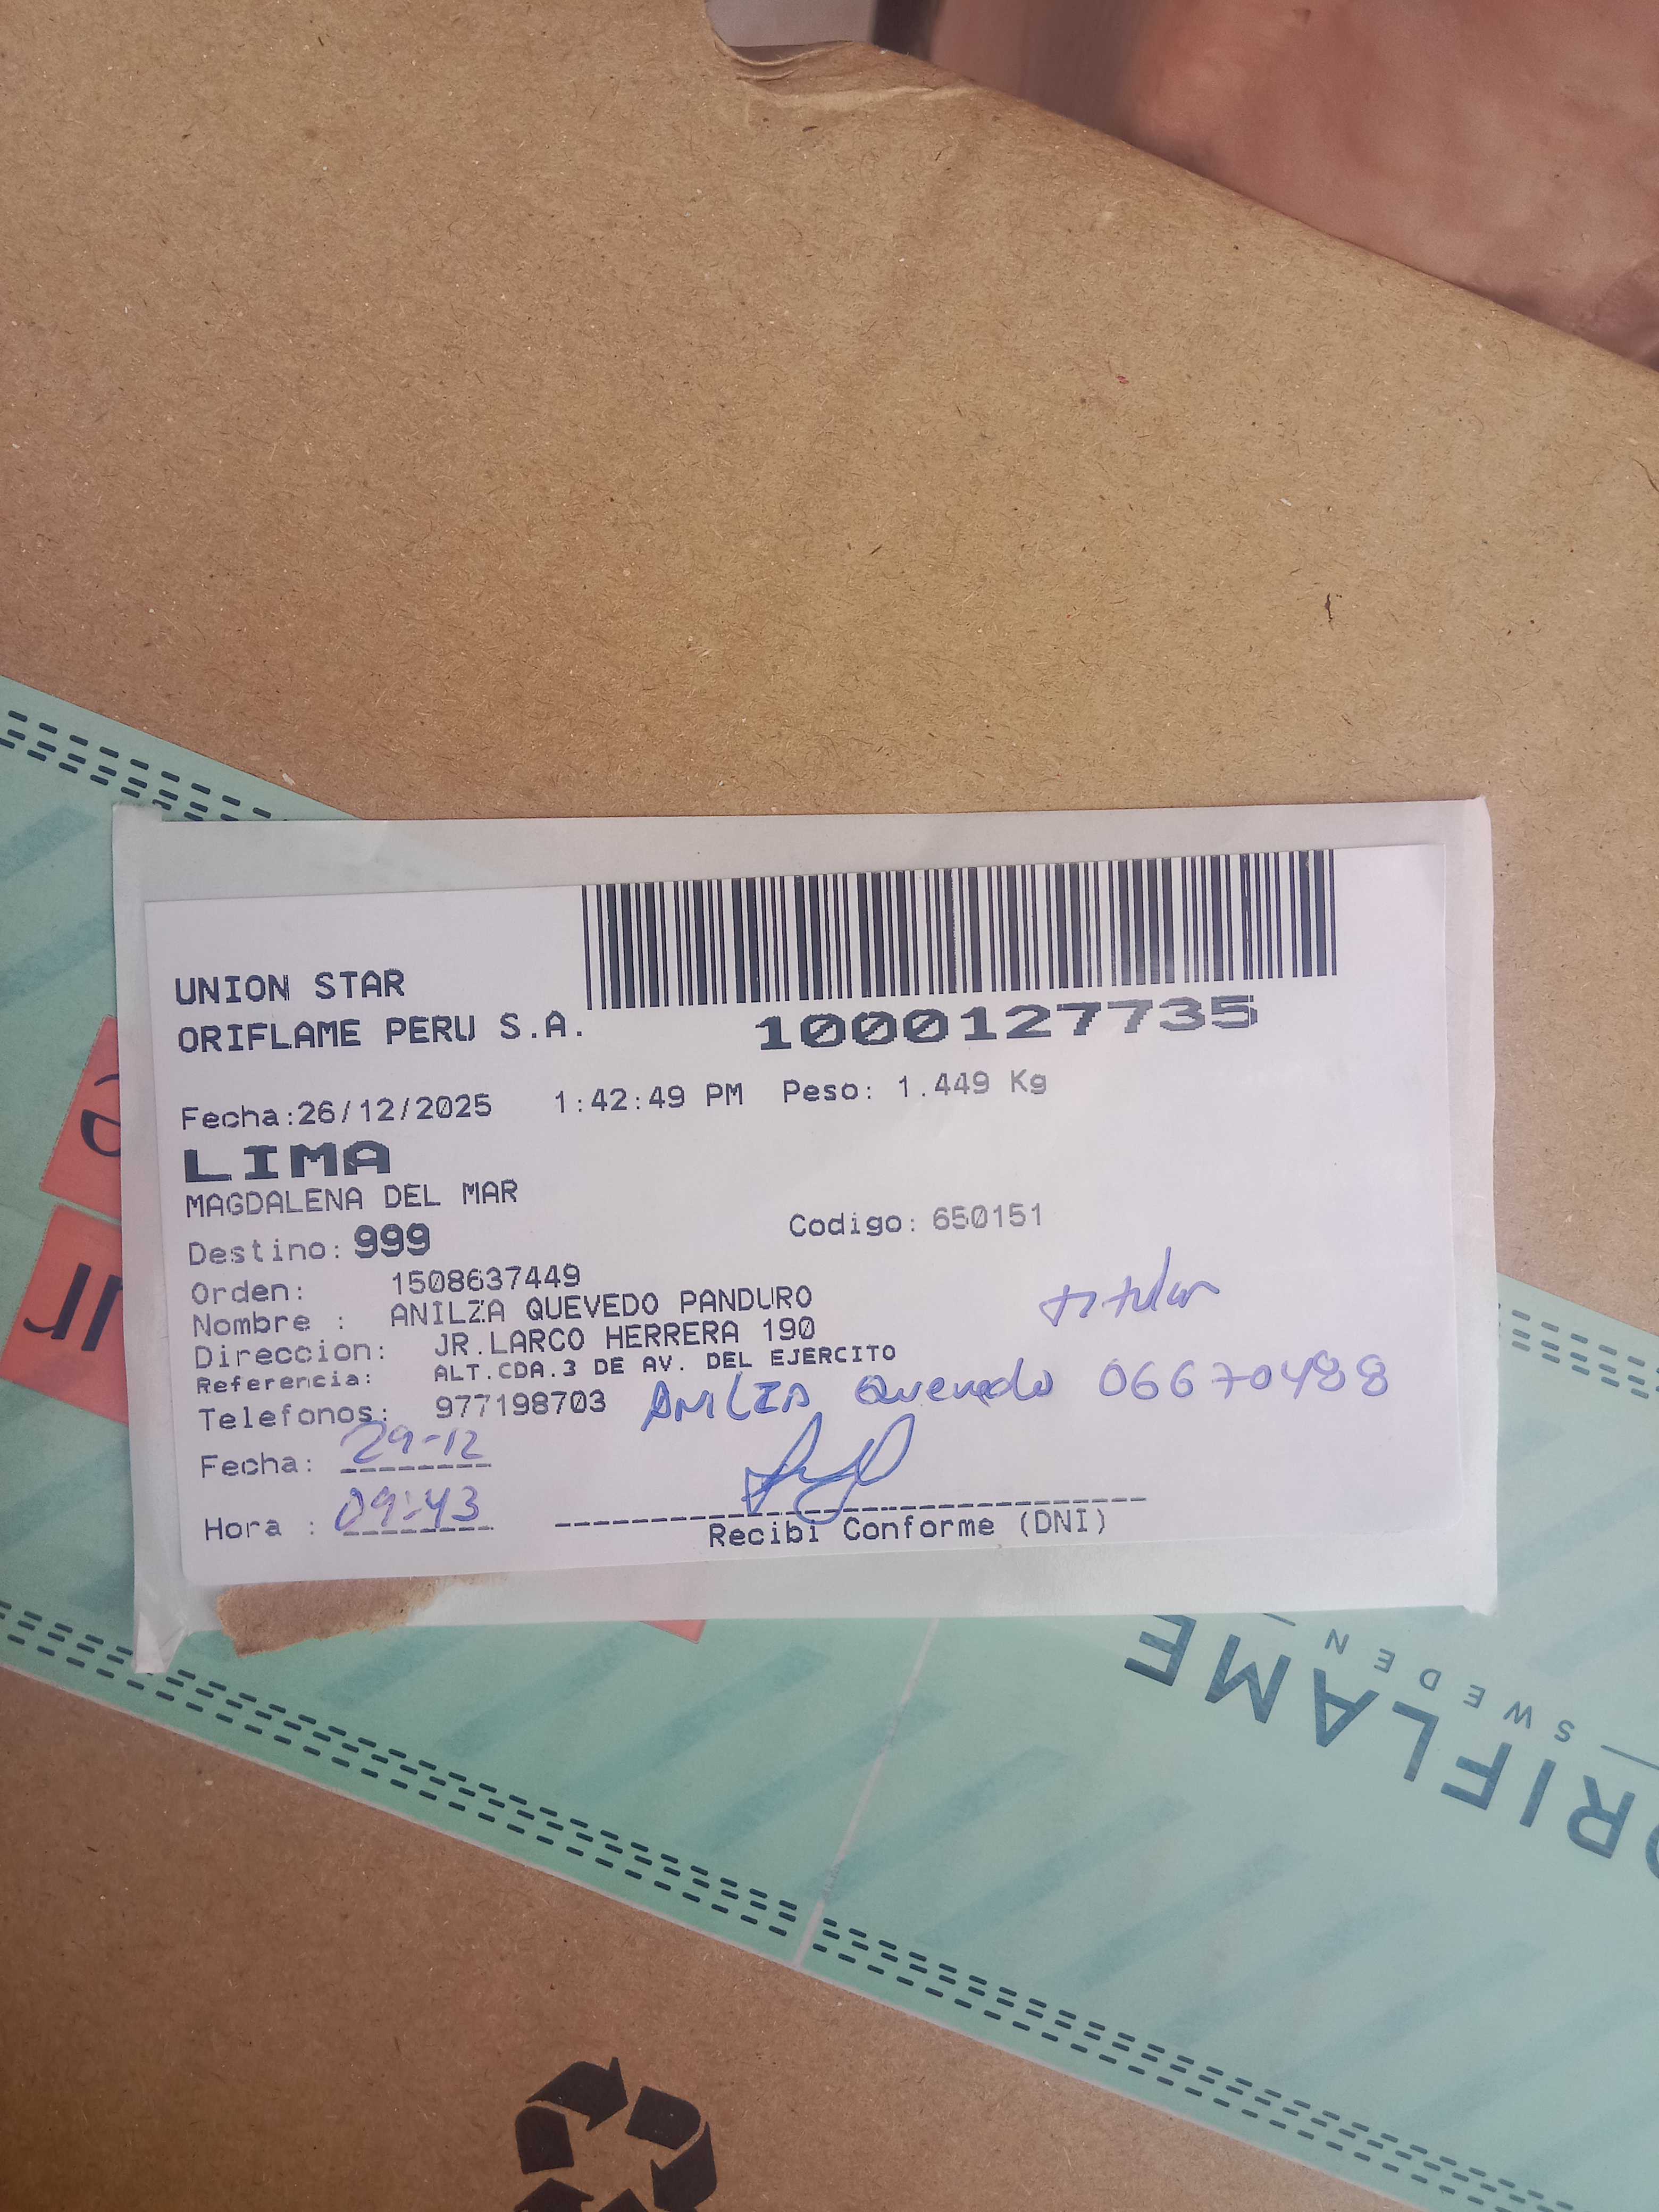 UNION STAR
ORIFLAME PERU S.A.
1000127735
Fecha:26/12/2025 1:42:49 PM Peso: 1.449 Kg
LIMA
MAGDALENA DEL MAR
Destino: 999 Codigo: 650151
Orden: 1508637449
Nombre : ANILZA QUEVEDO PANDURO
titular
Direccion: JR.LARCO HERRERA 190
Referencia: ALT.CDA.3 DE AV. DEL EJERCITO
Telefonos: 977198703
ANILZA Quevedo 06670488
Fecha: 29-12
Hora : 09:43
Recibi Conforme (DNI)
ORIFLAME
SWEDEN